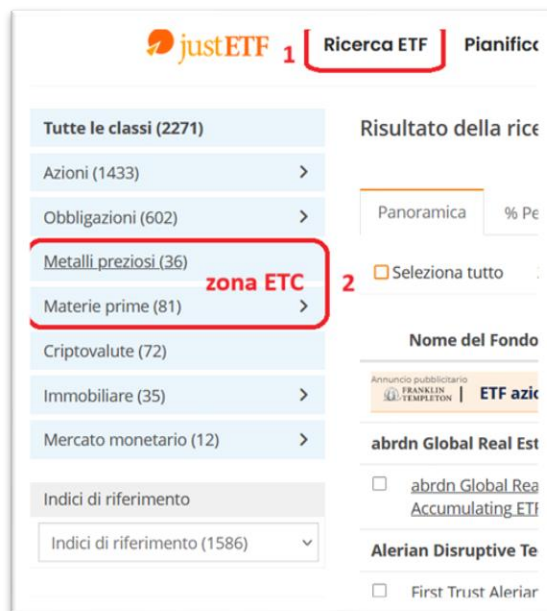 justETF
1
Ricerca ETF
Pianific
Tutte le classi (2271)
Azioni (1433)
Obbligazioni (602)
Metalli preziosi (36)
zona ETC
2
Materie prime (81)
Criptovalute (72)
Immobiliare (35)
Mercato monetario (12)
Indici di riferimento
Indici di riferimento (1586)
Risultato della rice
Panoramica
% Pe
Seleziona tutto
Nome del Fondo
Annuncio pubblicitario
FRANKLIN TEMPLETON
ETF azio
abrdn Global Real Est
abrdn Global Rea
Accumulating ETF
Alerian Disruptive Te
First Trust Alerian